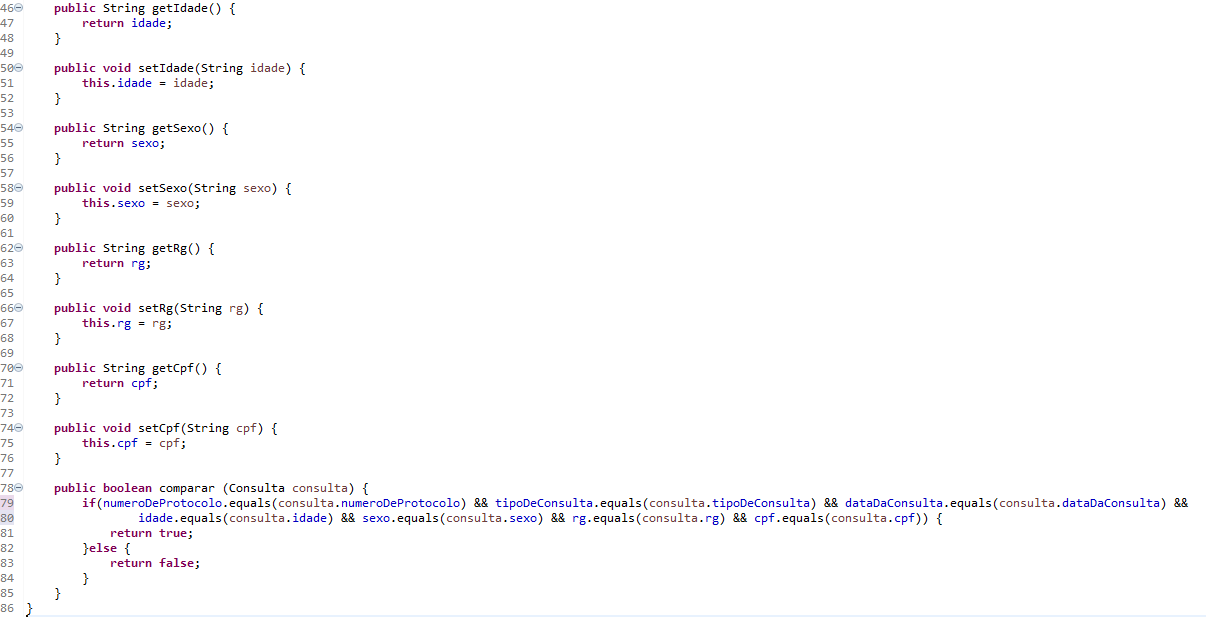 46 public String getIdade() {
47 return idade;
48 }
49
50 public void setIdade(String idade) {
51 this.idade = idade;
52 }
53
54 public String getSexo() {
55 return sexo;
56 }
57
58 public void setSexo(String sexo) {
59 this.sexo = sexo;
60 }
61
62 public String getRg() {
63 return rg;
64 }
65
66 public void setRg(String rg) {
67 this.rg = rg;
68 }
69
70 public String getCpf() {
71 return cpf;
72 }
73
74 public void setCpf(String cpf) {
75 this.cpf = cpf;
76 }
77
78 public boolean comparar (Consulta consulta) {
79 if(numeroDeProtocolo.equals(consulta.numeroDeProtocolo) && tipoDeConsulta.equals(consulta.tipoDeConsulta) && dataDaConsulta.equals(consulta.dataDaConsulta) &&
80 idade.equals(consulta.idade) && sexo.equals(consulta.sexo) && rg.equals(consulta.rg) && cpf.equals(consulta.cpf)) {
81 return true;
82 }else {
83 return false;
84 }
85 }
86 }